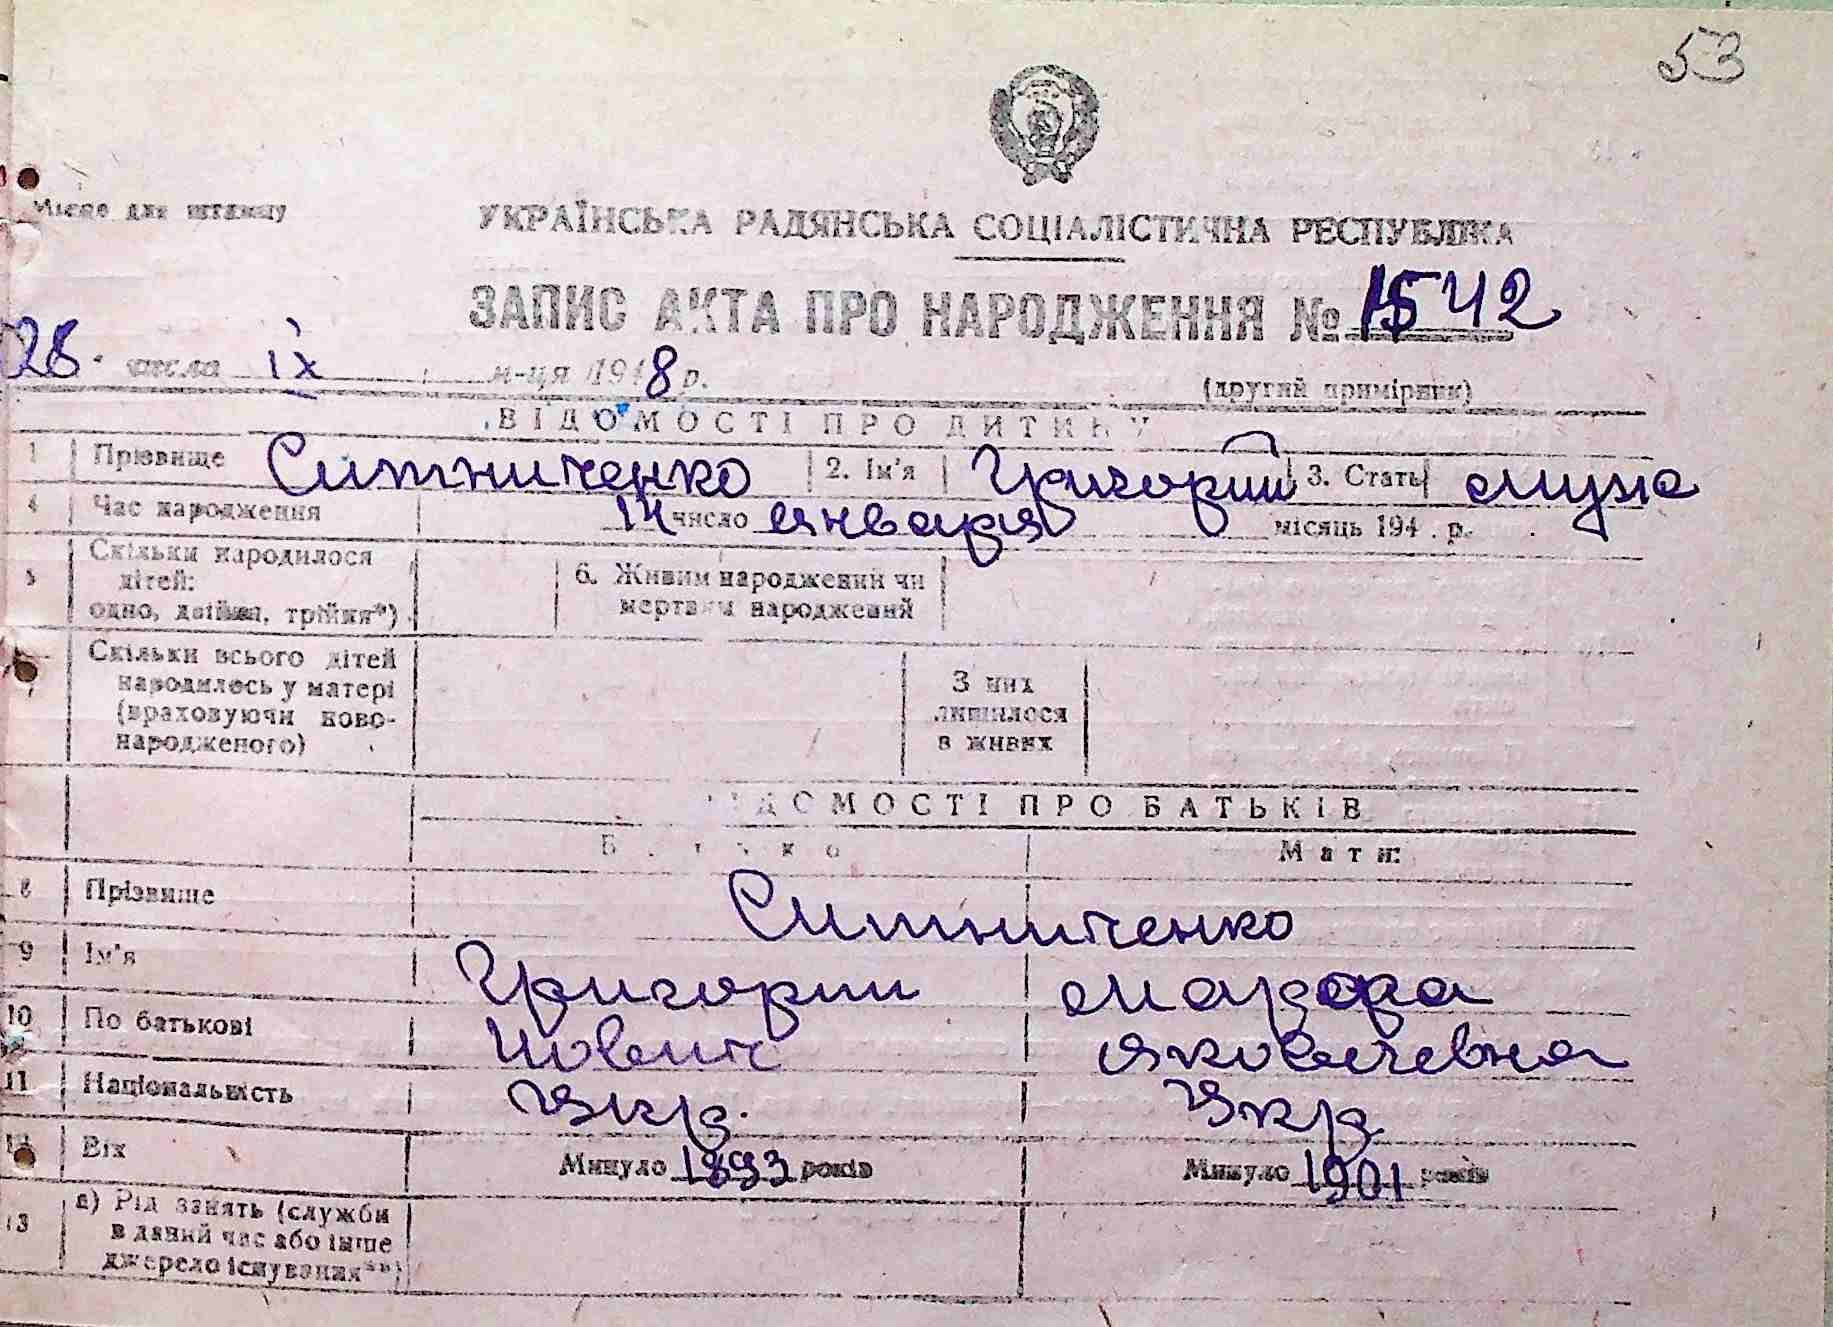 53
Місце для штампу
УКРАЇНСЬКА РАДЯНСЬКА СОЦІАЛІСТИЧНА РЕСПУБЛІКА
ЗАПИС АКТА ПРО НАРОДЖЕННЯ № 1542
28. числа IX м-ця 1948 р.
(другий примірник)
ВІДОМОСТІ ПРО ДИТИНУ
1 Прізвище Ситниченко 2. Ім'я Григорий 3. Стать муж
4 Час народження 14 число января місяць 194 . р.
5 Скільки народилося
дітей:
одно, двійня, трійня*)
6. Живим народжений чи
мертвим народжений
7 Скільки всього дітей
народилось у матері
(враховуючи ново-
народженого)
З них
лишилося
в живих
ВІДОМОСТІ ПРО БАТЬКІВ
Батько Мати:
8 Прізвище Ситниченко
9 Ім'я Григорий
10 По батькові Яковлевна
11 Національність Укр. Укр
12 Вік Минуло 1893 років Минуло 1901 років
13 а) Рід занять (служби
в даний час або інше
джерело існування**)